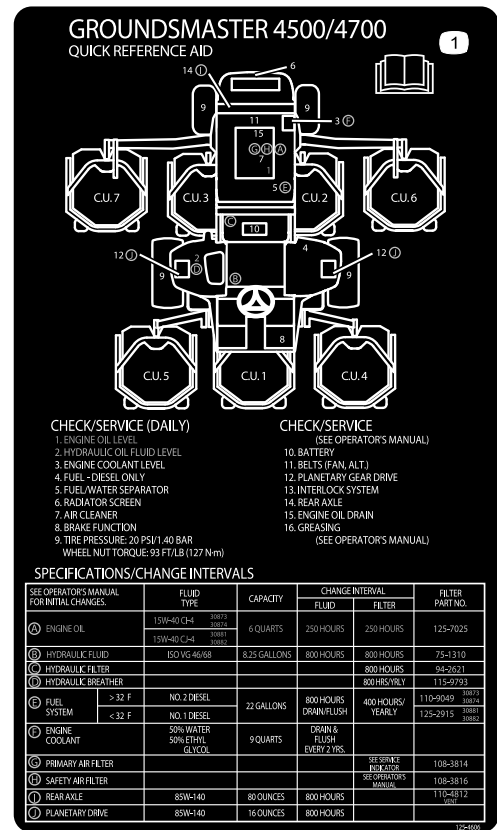 GROUNDSMASTER 4500/4700
QUICK REFERENCE AID
1
6
14 I
9
9
11
3 F
15
G H A
7
1
5 E
C.U. 7
C.U. 3
C.U. 2
C.U. 6
C
10
12 J
2
D
4
12 J
9
B
9
8
C.U. 5
C.U. 1
C.U. 4
CHECK/SERVICE (DAILY)
1. ENGINE OIL LEVEL
2. HYDRAULIC OIL FLUID LEVEL
3. ENGINE COOLANT LEVEL
4. FUEL - DIESEL ONLY
5. FUEL/WATER SEPARATOR
6. RADIATOR SCREEN
7. AIR CLEANER
8. BRAKE FUNCTION
9. TIRE PRESSURE: 20 PSI/1.40 BAR
WHEEL NUT TORQUE: 93 FT/LB (127 N·m)
CHECK/SERVICE
(SEE OPERATOR'S MANUAL)
10. BATTERY
11. BELTS (FAN, ALT.)
12. PLANETARY GEAR DRIVE
13. INTERLOCK SYSTEM
14. REAR AXLE
15. ENGINE OIL DRAIN
16. GREASING
(SEE OPERATOR'S MANUAL)
SPECIFICATIONS/CHANGE INTERVALS
SEE OPERATOR'S MANUAL FOR INITIAL CHANGES. FLUID TYPE CAPACITY CHANGE INTERVAL FLUID FILTER FILTER PART NO.
A ENGINE OIL 15W-40 CJ-4 30873 30874 15W-40 CJ-4 30881 30882 6 QUARTS 250 HOURS 250 HOURS 125-7025
B HYDRAULIC FLUID ISO VG 46/68 8.25 GALLONS 800 HOURS 800 HOURS 75-1310
C HYDRAULIC FILTER 800 HOURS 94-2621
D HYDRAULIC BREATHER 800 HRS/YRLY 115-9793
E FUEL SYSTEM > 32 F NO. 2 DIESEL < 32 F NO. 1 DIESEL 22 GALLONS 800 HOURS DRAIN/FLUSH 400 HOURS/ YEARLY 110-9049 30873 30874 125-2915 30881 30882
F ENGINE COOLANT 50% WATER 50% ETHYL GLYCOL 9 QUARTS DRAIN & FLUSH EVERY 2 YRS.
G PRIMARY AIR FILTER SEE SERVICE INDICATOR 108-3814
H SAFETY AIR FILTER SEE OPERATOR'S MANUAL 108-3816
I REAR AXLE 85W-140 80 OUNCES 800 HOURS 110-4812 VENT
J PLANETARY DRIVE 85W-140 16 OUNCES 800 HOURS
125-4606